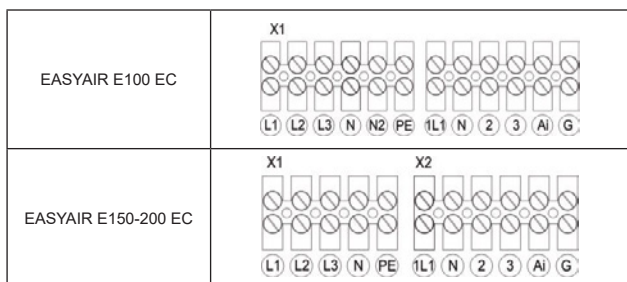 X1
EASYAIR E100 EC
L1 L2 L3 N N2 PE 1L1 N 2 3 Ai G
X1 X2
EASYAIR E150-200 EC
L1 L2 L3 N PE 1L1 N 2 3 Ai G